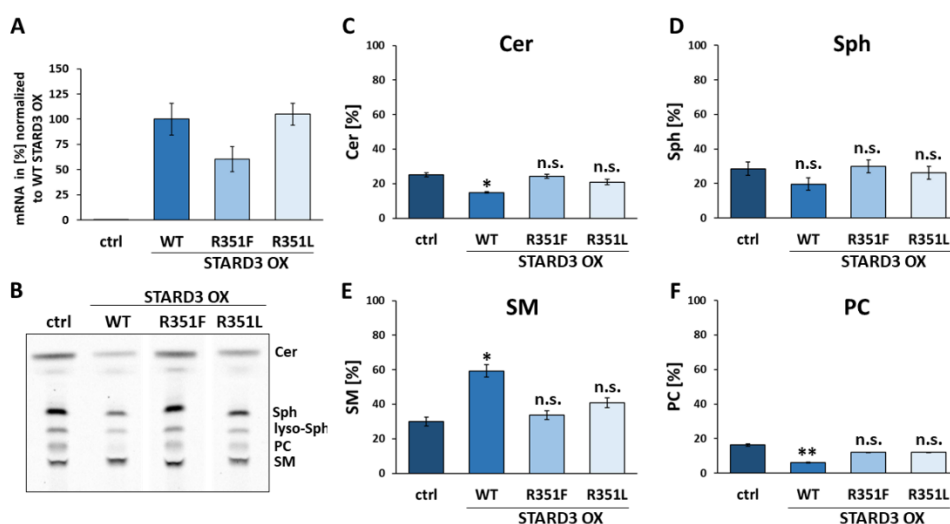 A
mRNA in [%] normalized
to WT STARD3 OX
150
125
100
75
50
25
0
ctrl
WT
R351F
R351L
STARD3 OX
B
STARD3 OX
ctrl
WT
R351F
R351L
Cer
Sph
lyso-Sph
PC
SM
C
Cer
Cer [%]
100
80
60
40
20
0
*
n.s.
n.s.
ctrl
WT
R351F
R351L
STARD3 OX
D
Sph
Sph [%]
100
80
60
40
20
0
n.s.
n.s.
n.s.
ctrl
WT
R351F
R351L
STARD3 OX
E
SM
SM [%]
100
80
60
40
20
0
*
n.s.
n.s.
ctrl
WT
R351F
R351L
STARD3 OX
F
PC
PC [%]
100
80
60
40
20
0
**
n.s.
n.s.
ctrl
WT
R351F
R351L
STARD3 OX